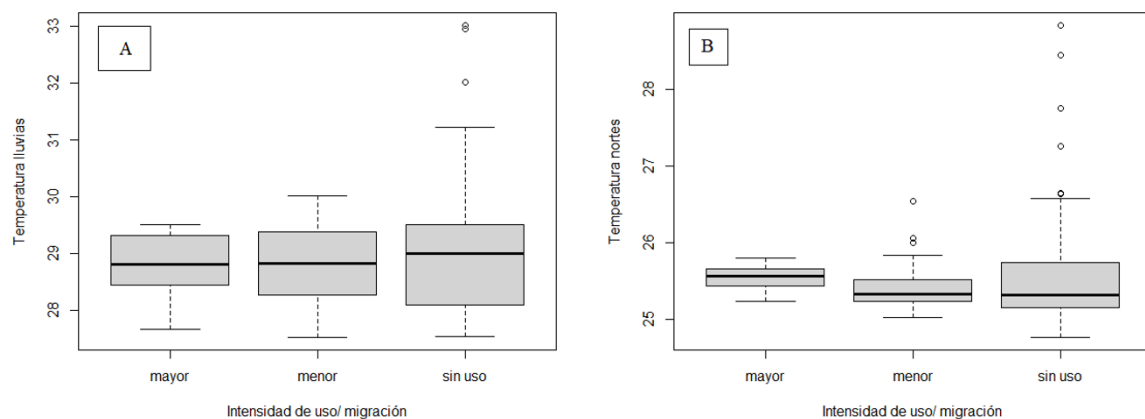 A
Temperatura lluvias
33
32
31
30
29
28
mayor
menor
sin uso
Intensidad de uso/ migración
B
Temperatura nortes
28
27
26
25
mayor
menor
sin uso
Intensidad de uso/ migración